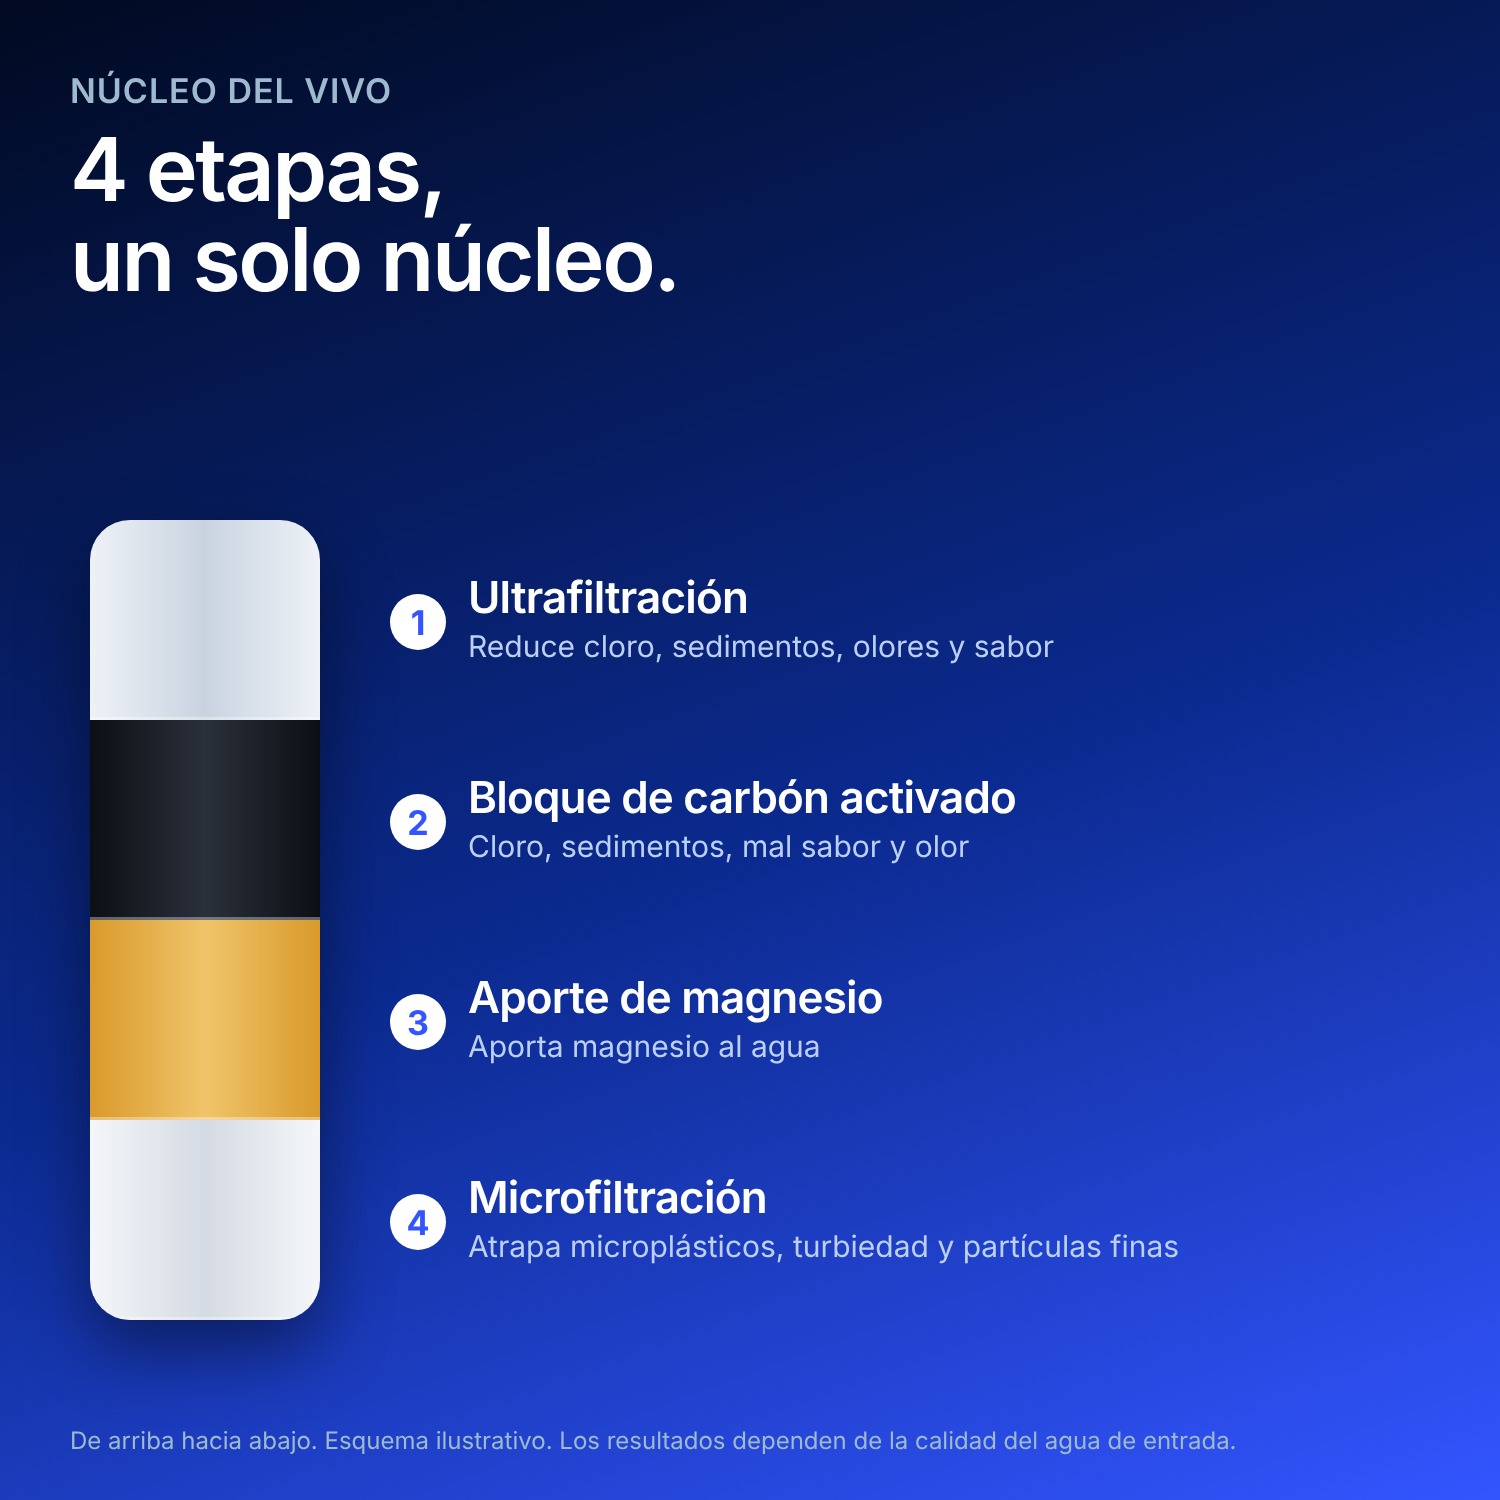 NÚCLEO DEL VIVO
4 etapas,
un solo núcleo.
1 Ultrafiltración
Reduce cloro, sedimentos, olores y sabor
2 Bloque de carbón activado
Cloro, sedimentos, mal sabor y olor
3 Aporte de magnesio
Aporta magnesio al agua
4 Microfiltración
Atrapa microplásticos, turbiedad y partículas finas
De arriba hacia abajo. Esquema ilustrativo. Los resultados dependen de la calidad del agua de entrada.